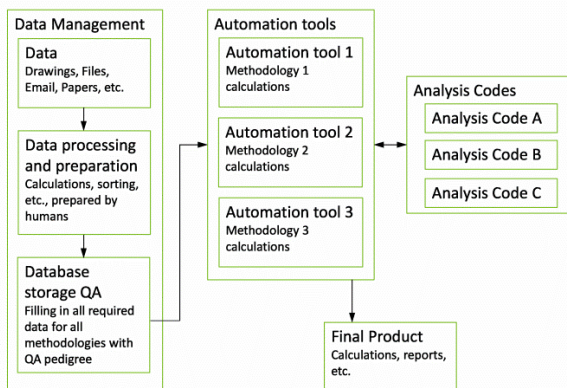 Data Management
Data
Drawings, Files,
Email, Papers, etc.
Data processing
and preparation
Calculations, sorting,
etc., prepared by
humans
Database
storage QA
Filling in all required
data for all
methodologies with
QA pedigree
Automation tools
Automation tool 1
Methodology 1
calculations
Automation tool 2
Methodology 2
calculations
Automation tool 3
Methodology 3
calculations
Analysis Codes
Analysis Code A
Analysis Code B
Analysis Code C
Final Product
Calculations, reports,
etc.